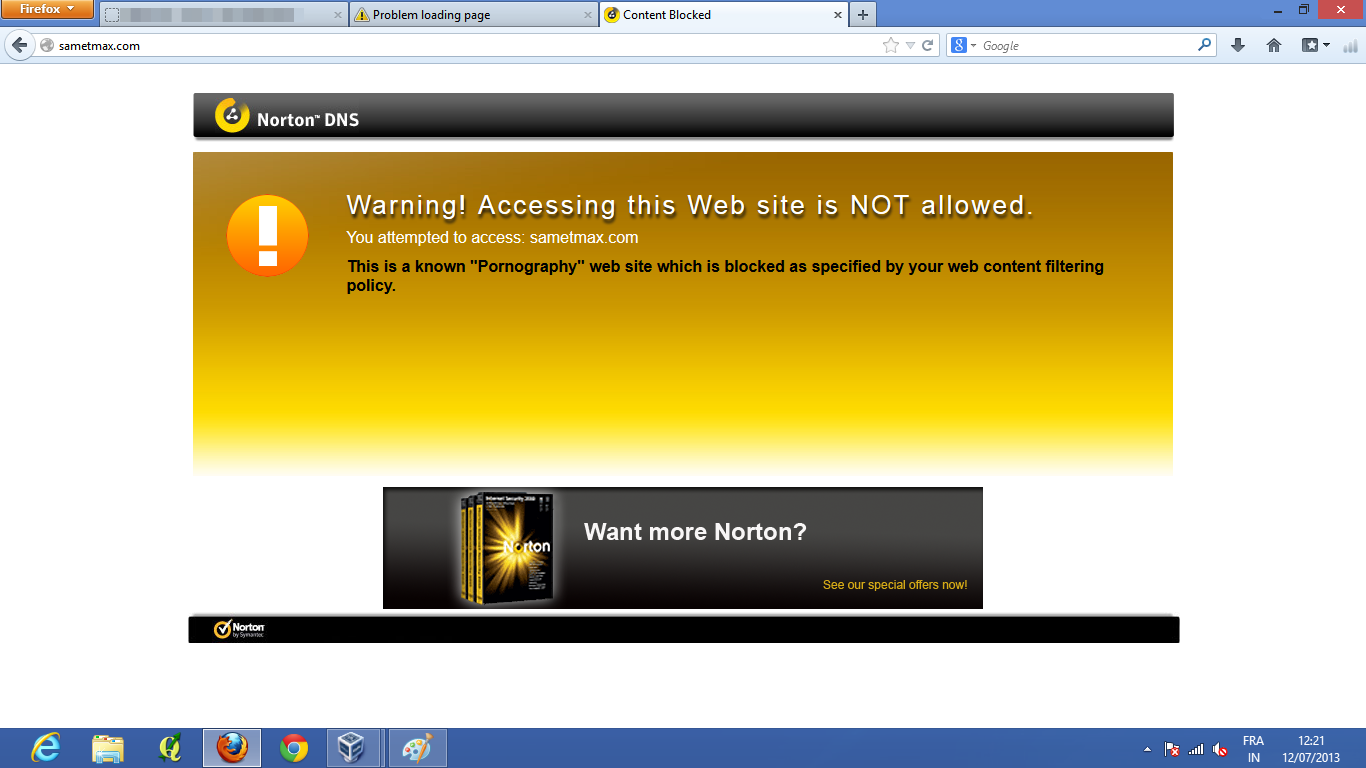 Firefox
Problem loading page
Content Blocked
sametmax.com
Google
Norton™ DNS
Warning! Accessing this Web site is NOT allowed.
You attempted to access: sametmax.com
This is a known "Pornography" web site which is blocked as specified by your web content filtering
policy.
Internet Security 2010
Norton
Want more Norton?
See our special offers now!
Norton
by Symantec
FRA
12:21
IN
12/07/2013